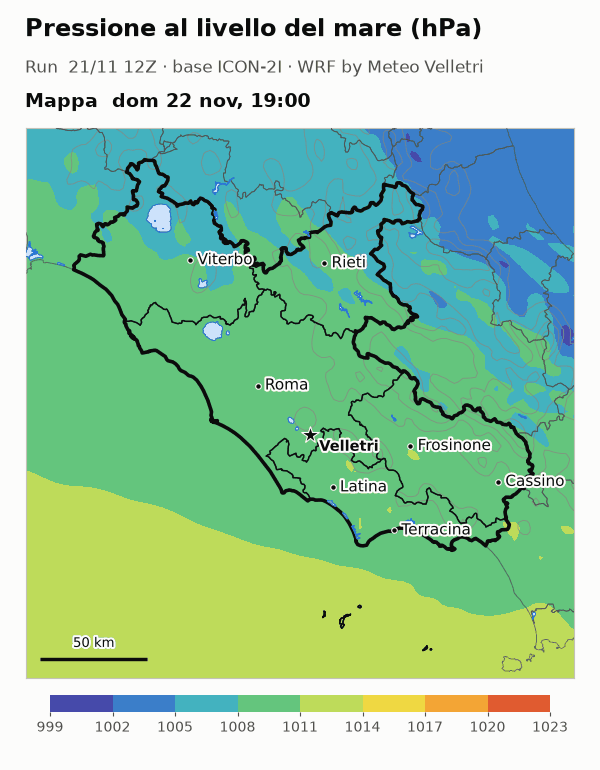 Pressione al livello del mare (hPa)
Run  21/11 12Z · base ICON-2I · WRF by Meteo Velletri
Mappa  dom 22 nov, 19:00
Viterbo
Rieti
Roma
Velletri
Frosinone
Cassino
Latina
Terracina
50 km
999 1002 1005 1008 1011 1014 1017 1020 1023